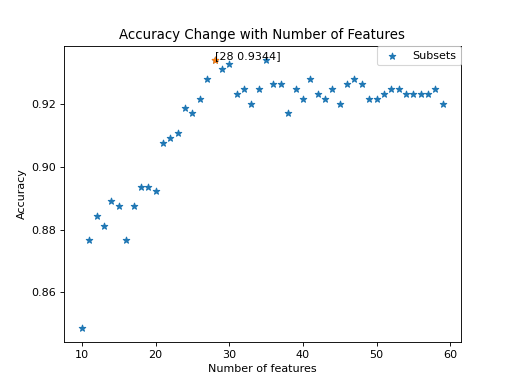 Accuracy Change with Number of Features
[28 0.9344]
Subsets
0.92
0.90
0.88
0.86
Accuracy
10 20 30 40 50 60
Number of features